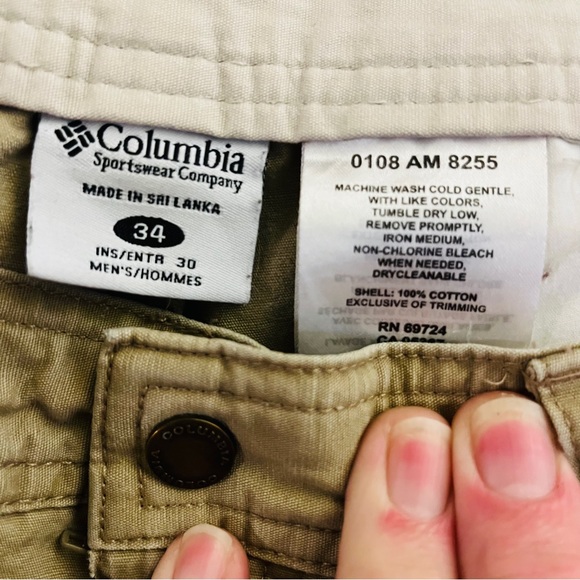 Columbia
Sportswear Company
MADE IN SRI LANKA
34
INS/ENTR 30
MEN'S/HOMMES
0108 AM 8255
MACHINE WASH COLD GENTLE,
WITH LIKE COLORS,
TUMBLE DRY LOW,
REMOVE PROMPTLY,
IRON MEDIUM,
NON-CHLORINE BLEACH
WHEN NEEDED,
DRYCLEANABLE
SHELL: 100% COTTON
EXCLUSIVE OF TRIMMING
RN 69724
CA
COLUMBIA